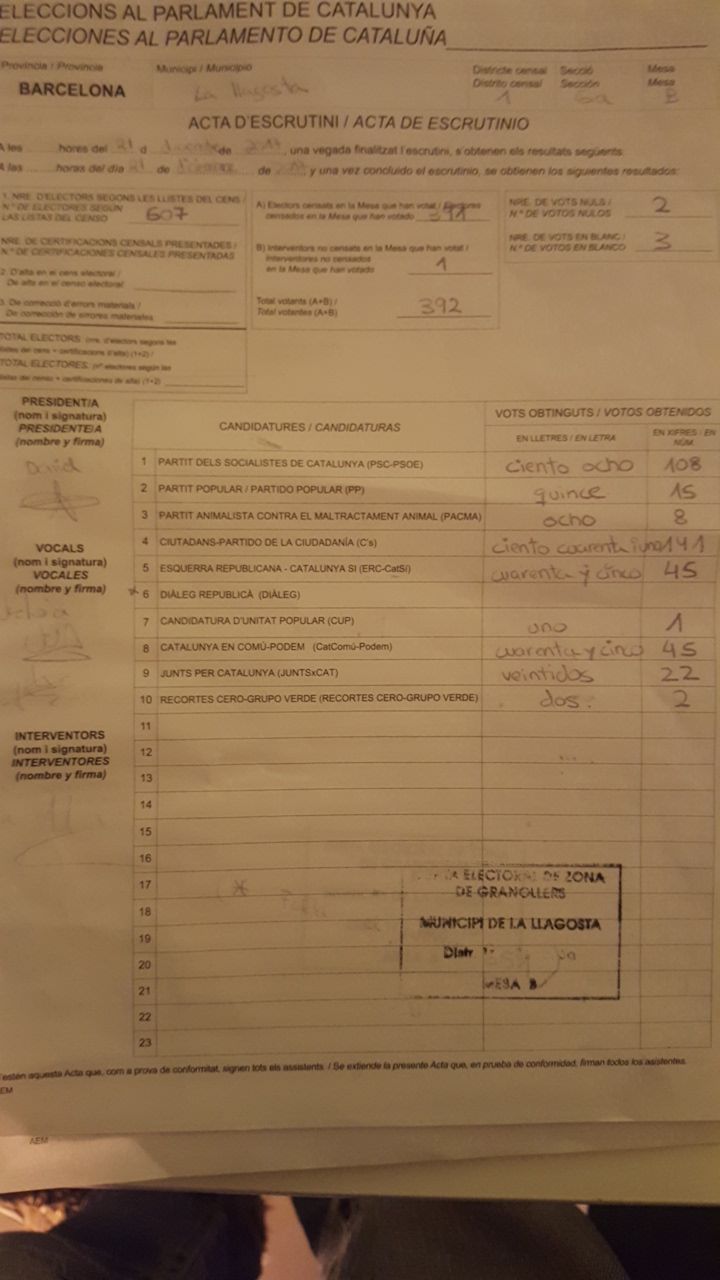 ELECCIONS AL PARLAMENT DE CATALUNYA
ELECCIONES AL PARLAMENTO DE CATALUÑA
Província / Provincia Municipi / Municipio Districte censal Secció Mesa
Distrito censal Sección Mesa
BARCELONA La Llagosta 1 B
ACTA D'ESCRUTINI / ACTA DE ESCRUTINIO
A les hores del 21 d de una vegada finalitzat l'escrutini, s'obtenen els resultats següents:
A las horas del día 21 de de y una vez concluido el escrutinio, se obtienen los siguientes resultados:
1. NRE. D'ELECTORS SEGONS LES LLISTES DEL CENS /
N.º DE ELECTORES SEGÚN
LAS LISTAS DEL CENSO 607
A) Electors censats en la Mesa que han votat / Electores
censados en la Mesa que han votado 391
NRE. DE VOTS NULS /
N.º DE VOTOS NULOS 2
NRE. DE CERTIFICACIONS CENSALS PRESENTADES /
N.º DE CERTIFICACIONES CENSALES PRESENTADAS
B) Interventors no censats en la Mesa que han votat /
Interventores no censados
en la Mesa que han votado 1
NRE. DE VOTS EN BLANC /
N.º DE VOTOS EN BLANCO 3
2. D'alta en el cens electoral /
De alta en el censo electoral
3. De correcció d'errors materials /
De corrección de errores materiales
Total votants (A+B) /
Total votantes (A+B) 392
TOTAL ELECTORS: (nre. d'electors segons les
llistes del cens + certificacions d'alta) (1+2) /
TOTAL ELECTORES: (nº electores según las
listas del censo + certificaciones de alta) (1+2)
PRESIDENT/A
(nom i signatura)
PRESIDENTE/A
(nombre y firma)
David
VOCALS
(nom i signatura)
VOCALES
(nombre y firma)
INTERVENTORS
(nom i signatura)
INTERVENTORES
(nombre y firma)
CANDIDATURES / CANDIDATURAS VOTS OBTINGUTS / VOTOS OBTENIDOS
EN LLETRES / EN LETRA EN XIFRES / EN NÚM.
1 PARTIT DELS SOCIALISTES DE CATALUNYA (PSC-PSOE) ciento ocho 108
2 PARTIT POPULAR / PARTIDO POPULAR (PP) quince 15
3 PARTIT ANIMALISTA CONTRA EL MALTRACTAMENT ANIMAL (PACMA) ocho 8
4 CIUTADANS-PARTIDO DE LA CIUDADANÍA (C's) ciento cuarenta y uno 141
5 ESQUERRA REPUBLICANA - CATALUNYA SÍ (ERC-CatSí) cuarenta y cinco 45
* 6 DIÀLEG REPUBLICÀ (DIÀLEG)
7 CANDIDATURA D'UNITAT POPULAR (CUP) uno 1
8 CATALUNYA EN COMÚ-PODEM (CatComú-Podem) cuarenta y cinco 45
9 JUNTS PER CATALUNYA (JUNTSxCAT) veintidos 22
10 RECORTES CERO-GRUPO VERDE (RECORTES CERO-GRUPO VERDE) dos. 2
11
12
13
14
15
16
17
18
19
20
21
22
23
*
ELECTORAL DE ZONA
DE GRANOLLERS
MUNICIPI DE LA LLAGOSTA
Distr
MESA B
esten aquesta Acta que, com a prova de conformitat, signen tots els assistents. / Se extiende la presente Acta que, en prueba de conformidad, firman todos los asistentes.
EM
AEM